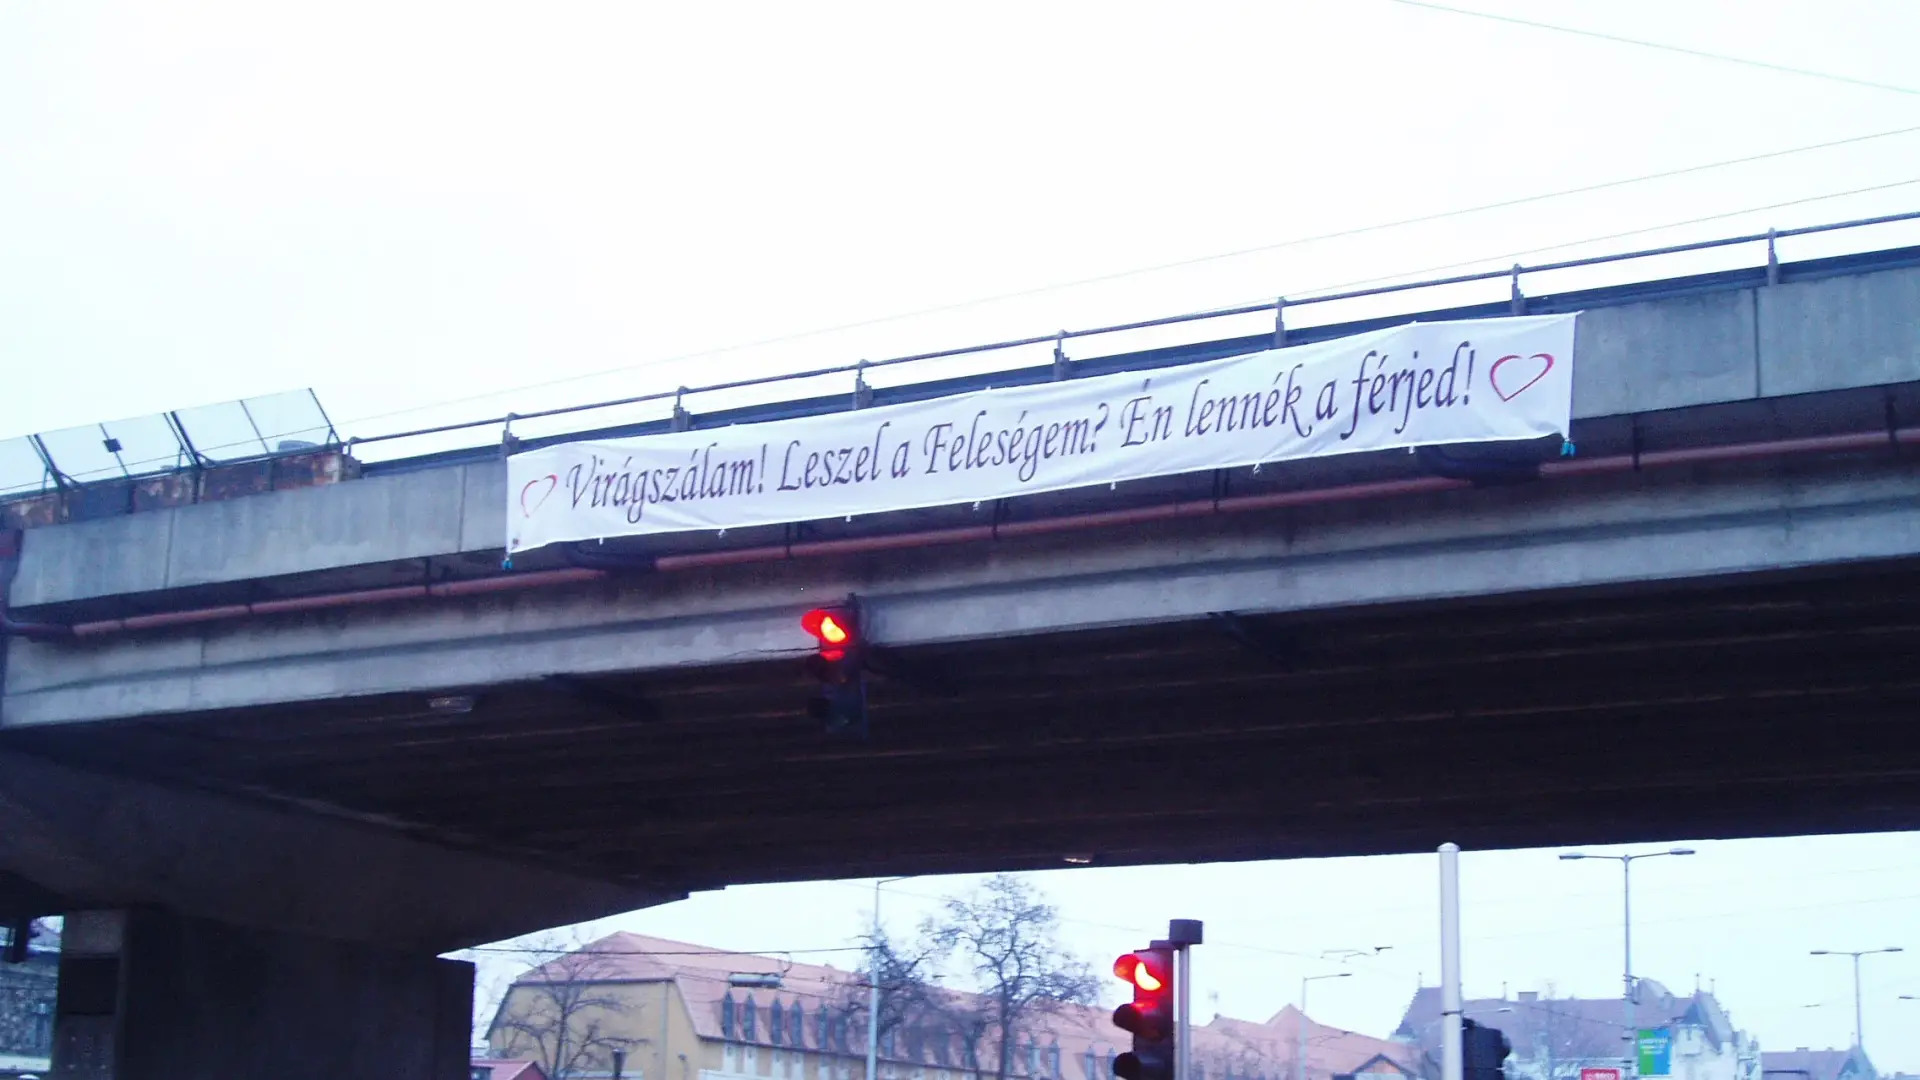 Virágszálam! Leszel a Feleségem? Én lennék a férjed!